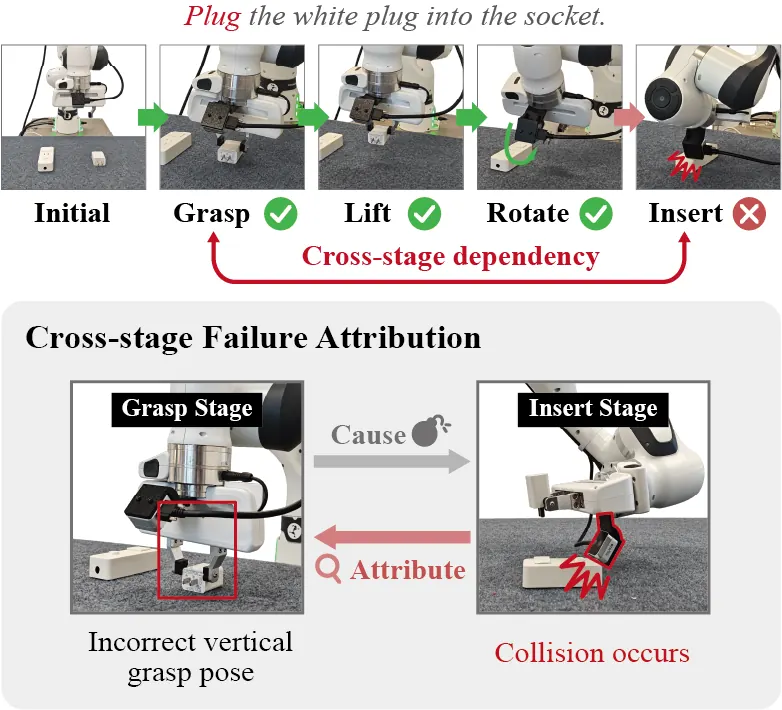 Plug the white plug into the socket.
Initial
Grasp
Lift
Rotate
Insert
Cross-stage dependency
Cross-stage Failure Attribution
Grasp Stage
Cause
Insert Stage
Attribute
Incorrect vertical
grasp pose
Collision occurs